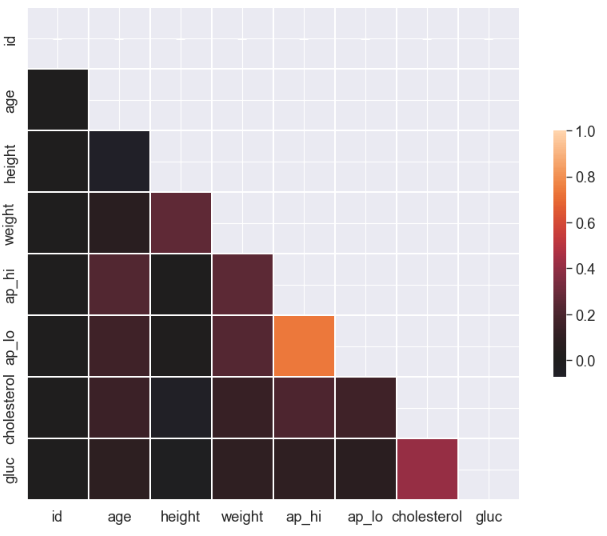 id
age
height
weight
ap_hi
ap_lo
cholesterol
gluc
id age height weight ap_hi ap_lo cholesterol gluc
1.0
0.8
0.6
0.4
0.2
0.0